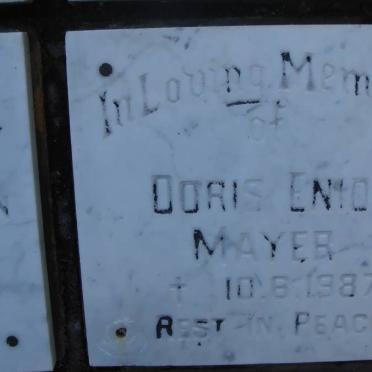 In Loving Mem
of
DORIS ENID
MAYER
† 10.8.1987
REST IN PEAC